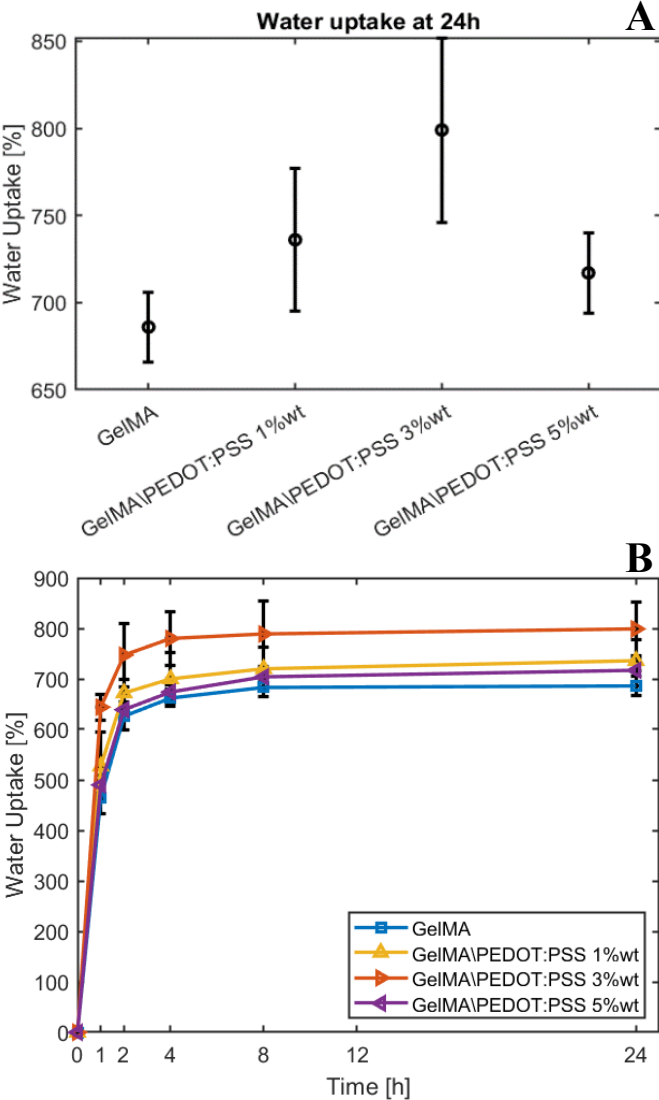 A
Water uptake at 24h
Water Uptake [%]
850
800
750
700
650
GelMA
GelMA\PEDOT:PSS 1%wt
GelMA\PEDOT:PSS 3%wt
GelMA\PEDOT:PSS 5%wt
B
Water Uptake [%]
900
800
700
600
500
400
300
200
100
0
0 1 2 4 8 12 24
Time [h]
GelMA
GelMA\PEDOT:PSS 1%wt
GelMA\PEDOT:PSS 3%wt
GelMA\PEDOT:PSS 5%wt